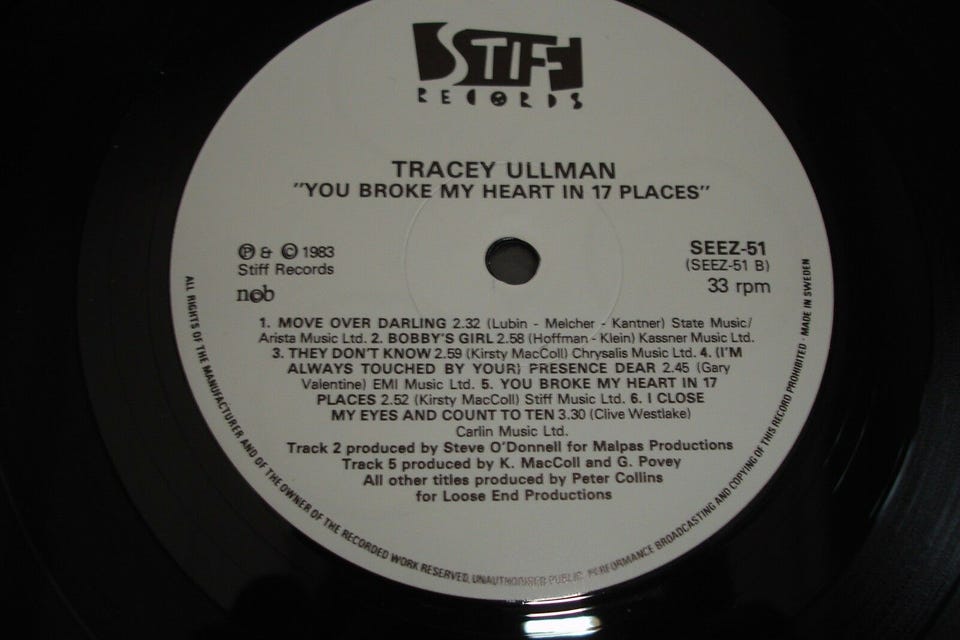 STIFF
RECORDS
TRACEY ULLMAN
"YOU BROKE MY HEART IN 17 PLACES"
Ⓟ & © 1983
Stiff Records
n©b
SEEZ-51
(SEEZ-51 B)
33 rpm
1. MOVE OVER DARLING 2.32 (Lubin - Melcher - Kantner) State Music/
Arista Music Ltd. 2. BOBBY'S GIRL 2.58 (Hoffman - Klein) Kassner Music Ltd.
3. THEY DON'T KNOW 2.59 (Kirsty MacColl) Chrysalis Music Ltd. 4. (I'M
ALWAYS TOUCHED BY YOUR) PRESENCE DEAR 2.45 (Gary
Valentine) EMI Music Ltd. 5. YOU BROKE MY HEART IN 17
PLACES 2.52 (Kirsty MacColl) Stiff Music Ltd. 6. I CLOSE
MY EYES AND COUNT TO TEN 3.30 (Clive Westlake)
Carlin Music Ltd.
Track 2 produced by Steve O'Donnell for Malpas Productions
Track 5 produced by K. MacColl and G. Povey
All other titles produced by Peter Collins
for Loose End Productions
ALL RIGHTS OF THE MANUFACTURER AND OF THE OWNER OF THE RECORDED WORK RESERVED. UNAUTHORISED PUBLIC PERFORMANCE BROADCASTING AND COPYING OF THIS RECORD PROHIBITED - MADE IN SWEDEN